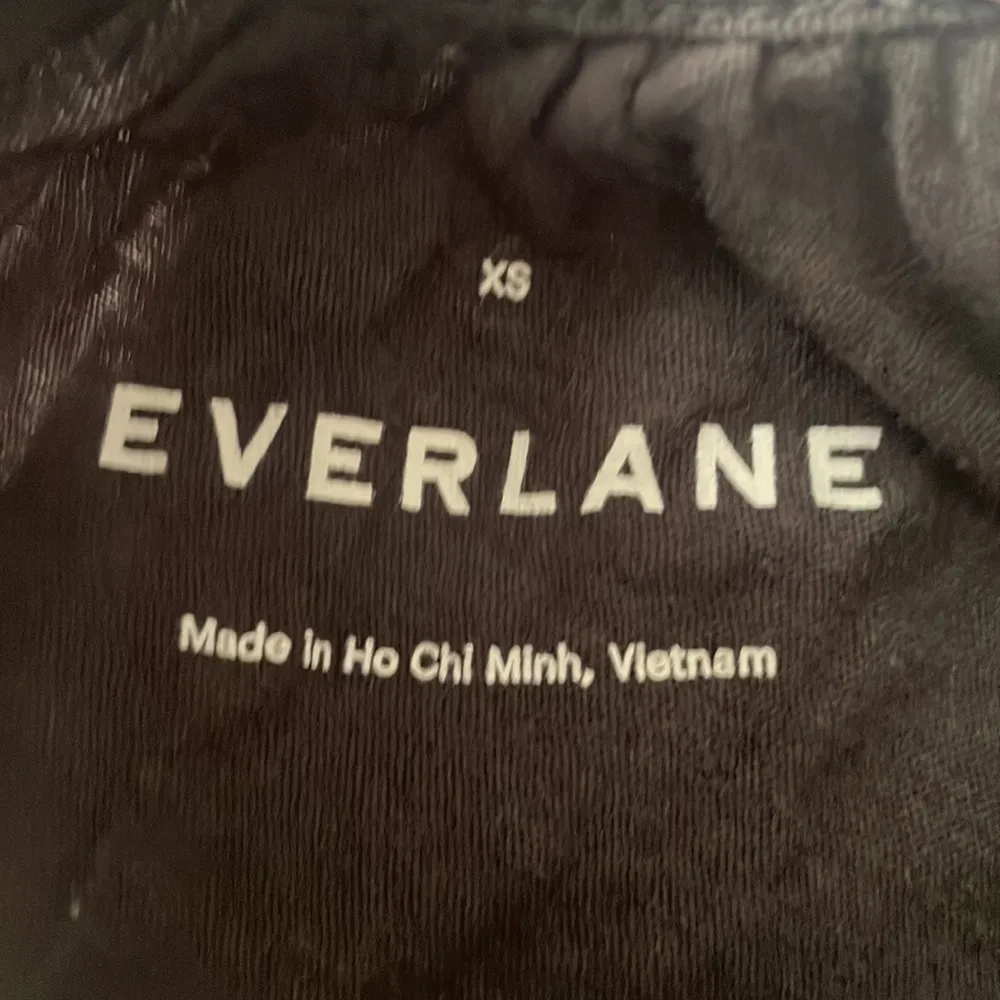 XS
EVERLANE
Made in Ho Chi Minh, Vietnam